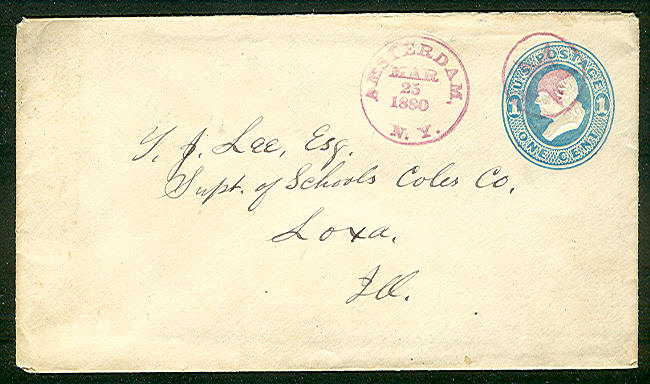 AMSTERDAM, N.Y.
MAR
25
1880
U.S. POSTAGE
1 1
ONE CENT
T. J. Lee, Esq.
Supt. of Schools Coles Co.
Loxa.
Ill.